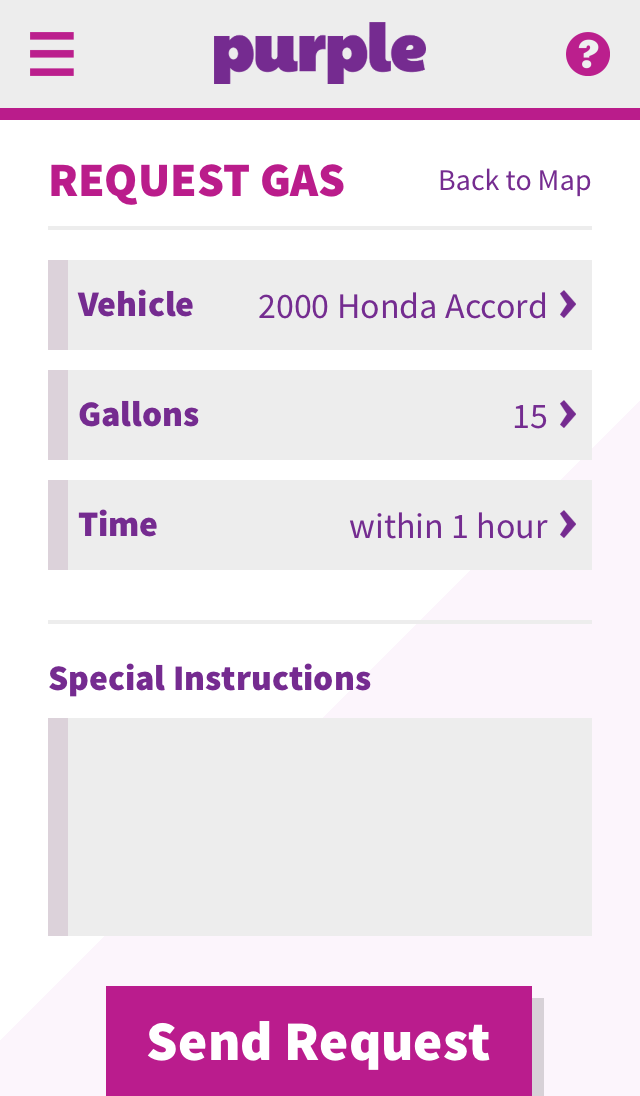 purple
?
REQUEST GAS
Back to Map
Vehicle 2000 Honda Accord
Gallons 15
Time within 1 hour
Special Instructions
Send Request